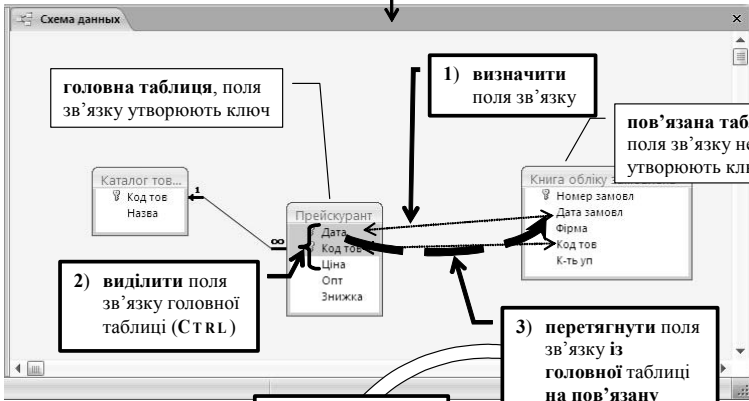 Схема данных
головна таблиця, поля
зв’язку утворюють ключ
1) визначити
поля зв’язку
пов’язана
поля зв’язку
утворюють
Каталог тов...
Код тов
Назва
1
∞
Прейскурант
Дата
Код тов
Ціна
Опт
Знижка
Книга обліку
Номер замовл
Дата замовл
Фірма
Код тов
К-ть уп
2) виділити поля
зв’язку головної
таблиці (CTRL)
3) перетягнути поля
зв’язку із
головної таблиці
на пов’язану